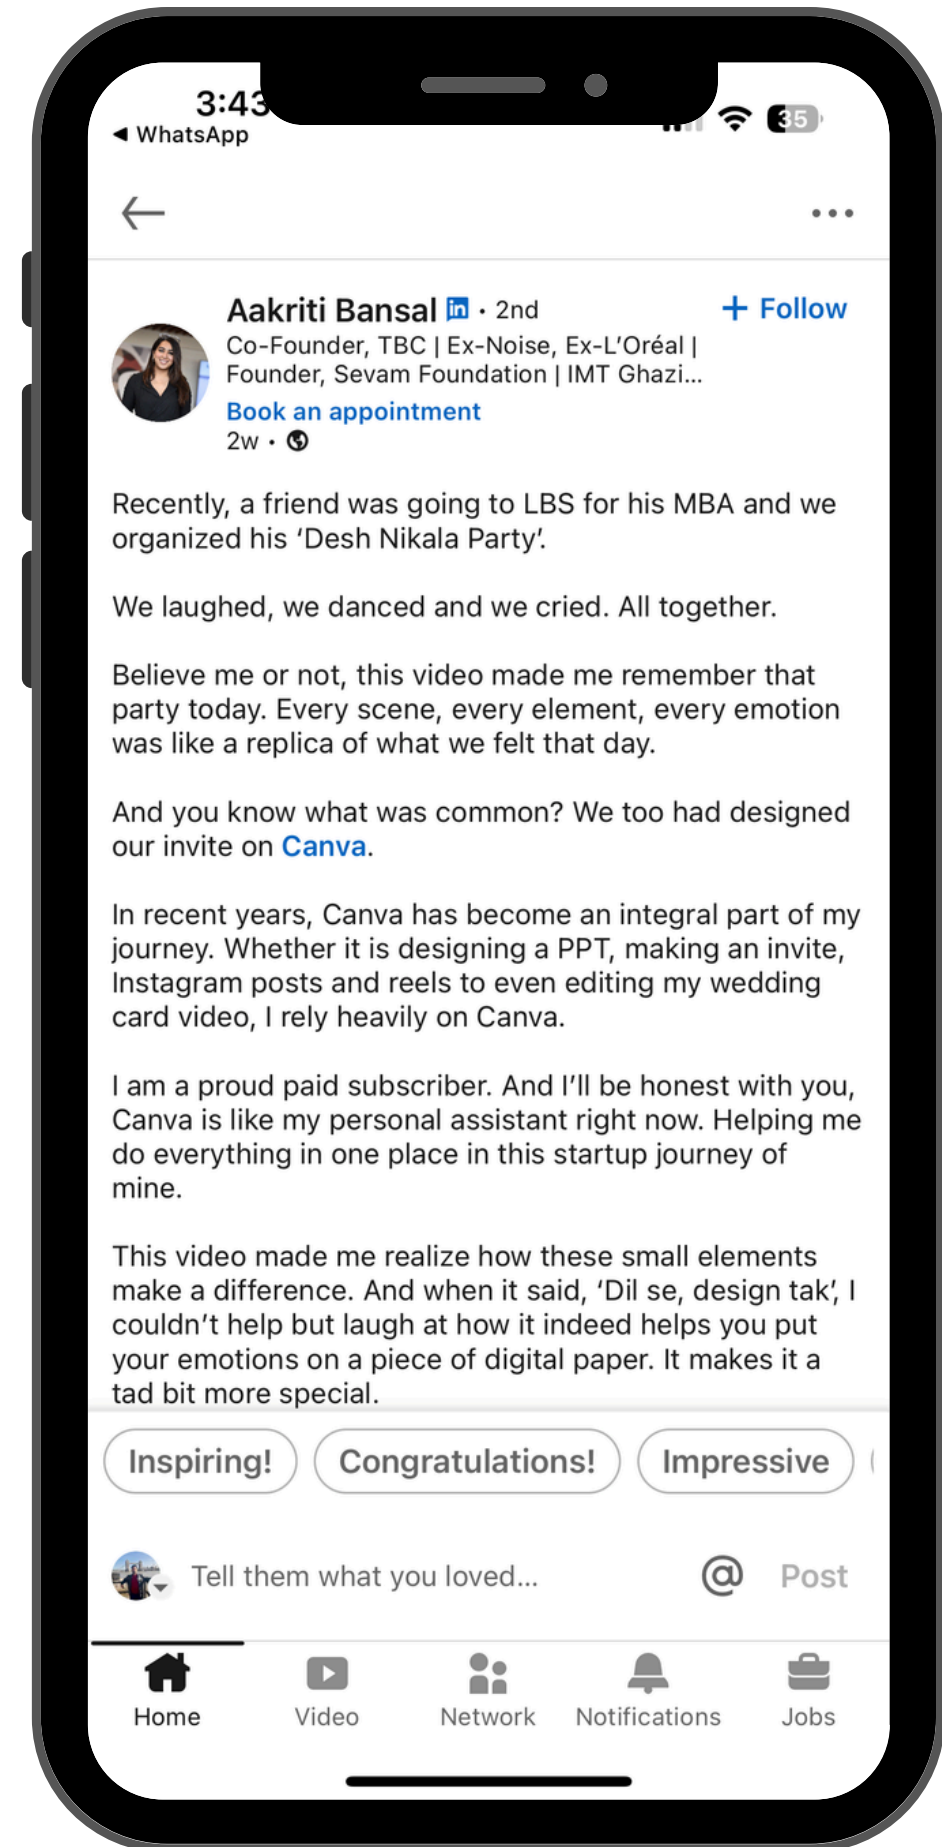 3:43
◀ WhatsApp
35
Aakriti Bansal in · 2nd
+ Follow
Co-Founder, TBC | Ex-Noise, Ex-L’Oréal |
Founder, Sevam Foundation | IMT Ghazi...
Book an appointment
2w ·
Recently, a friend was going to LBS for his MBA and we
organized his ‘Desh Nikala Party’.
We laughed, we danced and we cried. All together.
Believe me or not, this video made me remember that
party today. Every scene, every element, every emotion
was like a replica of what we felt that day.
And you know what was common? We too had designed
our invite on Canva.
In recent years, Canva has become an integral part of my
journey. Whether it is designing a PPT, making an invite,
Instagram posts and reels to even editing my wedding
card video, I rely heavily on Canva.
I am a proud paid subscriber. And I’ll be honest with you,
Canva is like my personal assistant right now. Helping me
do everything in one place in this startup journey of
mine.
This video made me realize how these small elements
make a difference. And when it said, ‘Dil se, design tak’, I
couldn’t help but laugh at how it indeed helps you put
your emotions on a piece of digital paper. It makes it a
tad bit more special.
Inspiring! Congratulations! Impressive
Tell them what you loved... @ Post
Home Video Network Notifications Jobs